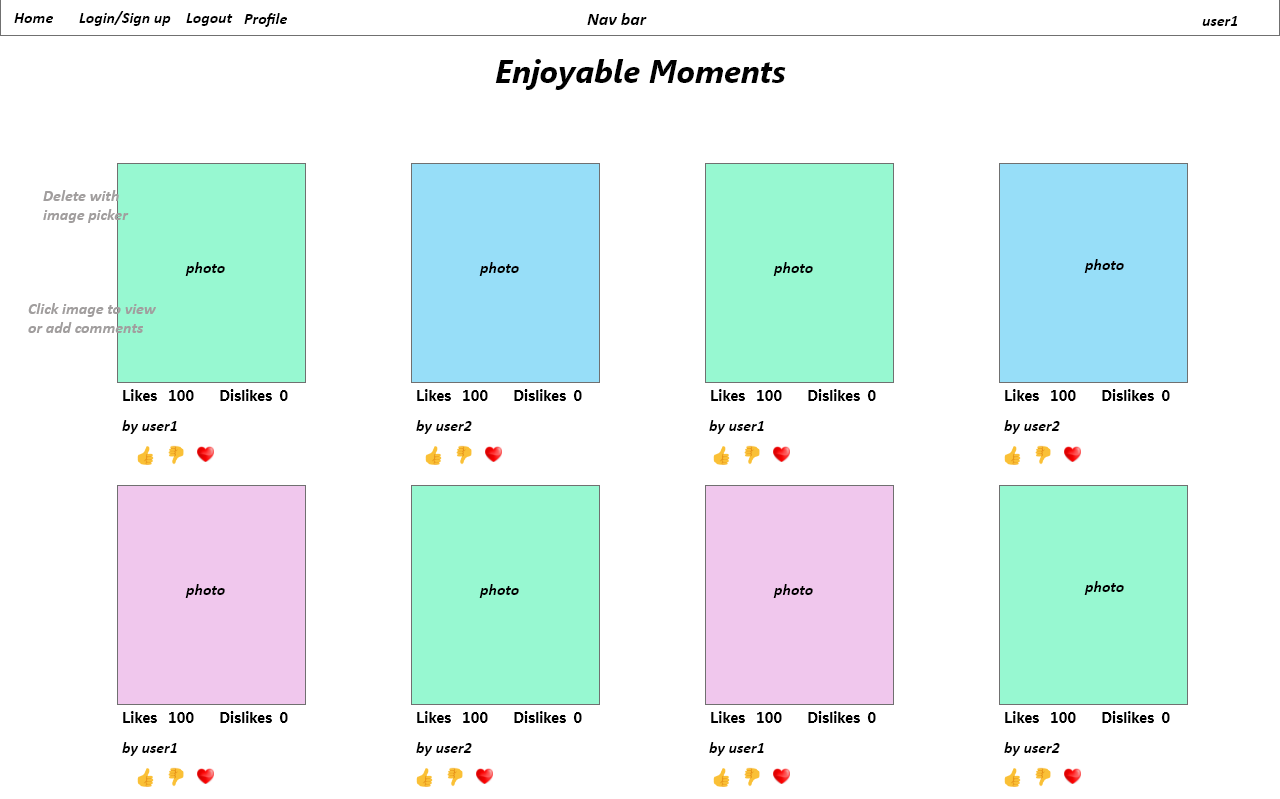 Home Login/Sign up Logout Profile Nav bar user1
Enjoyable Moments
Delete with
image picker
photo photo photo photo
Click image to view
or add comments
Likes 100 Dislikes 0 Likes 100 Dislikes 0 Likes 100 Dislikes 0 Likes 100 Dislikes 0
by user1 by user2 by user1 by user2
photo photo photo photo
Likes 100 Dislikes 0 Likes 100 Dislikes 0 Likes 100 Dislikes 0 Likes 100 Dislikes 0
by user1 by user2 by user1 by user2